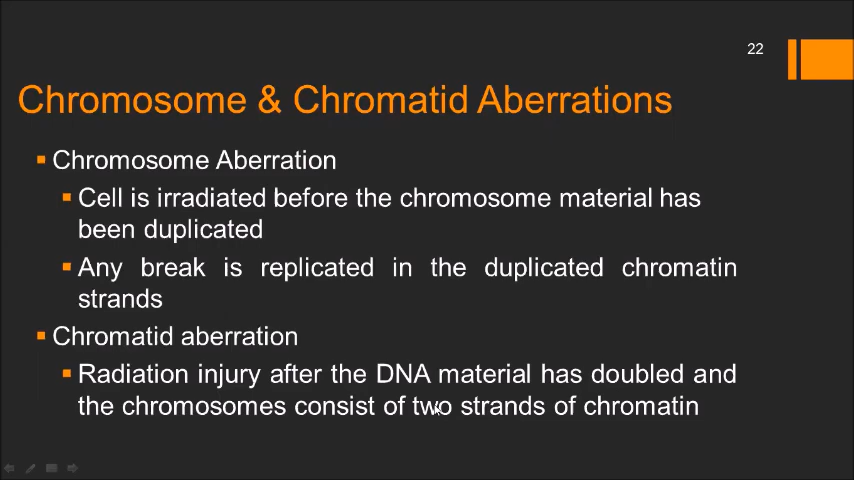 22
Chromosome & Chromatid Aberrations
Chromosome Aberration
Cell is irradiated before the chromosome material has
been duplicated
Any break is replicated in the duplicated chromatin
strands
Chromatid aberration
Radiation injury after the DNA material has doubled and
the chromosomes consist of two strands of chromatin